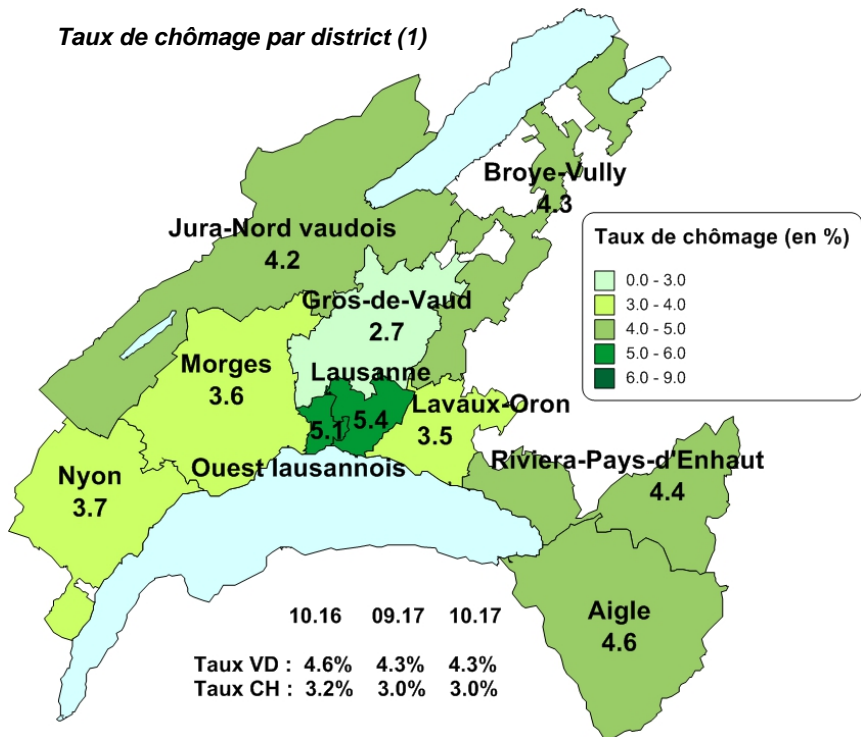 Taux de chômage par district (1)
Broye-Vully
4.3
Jura-Nord vaudois
4.2
Taux de chômage (en %)
0.0 - 3.0
3.0 - 4.0
4.0 - 5.0
5.0 - 6.0
6.0 - 9.0
Gros-de-Vaud
2.7
Morges
3.6
Lausanne
5.4
5.1
Lavaux-Oron
3.5
Ouest lausannois
Riviera-Pays-d'Enhaut
4.4
Nyon
3.7
Aigle
4.6
10.16 09.17 10.17
Taux VD : 4.6% 4.3% 4.3%
Taux CH : 3.2% 3.0% 3.0%